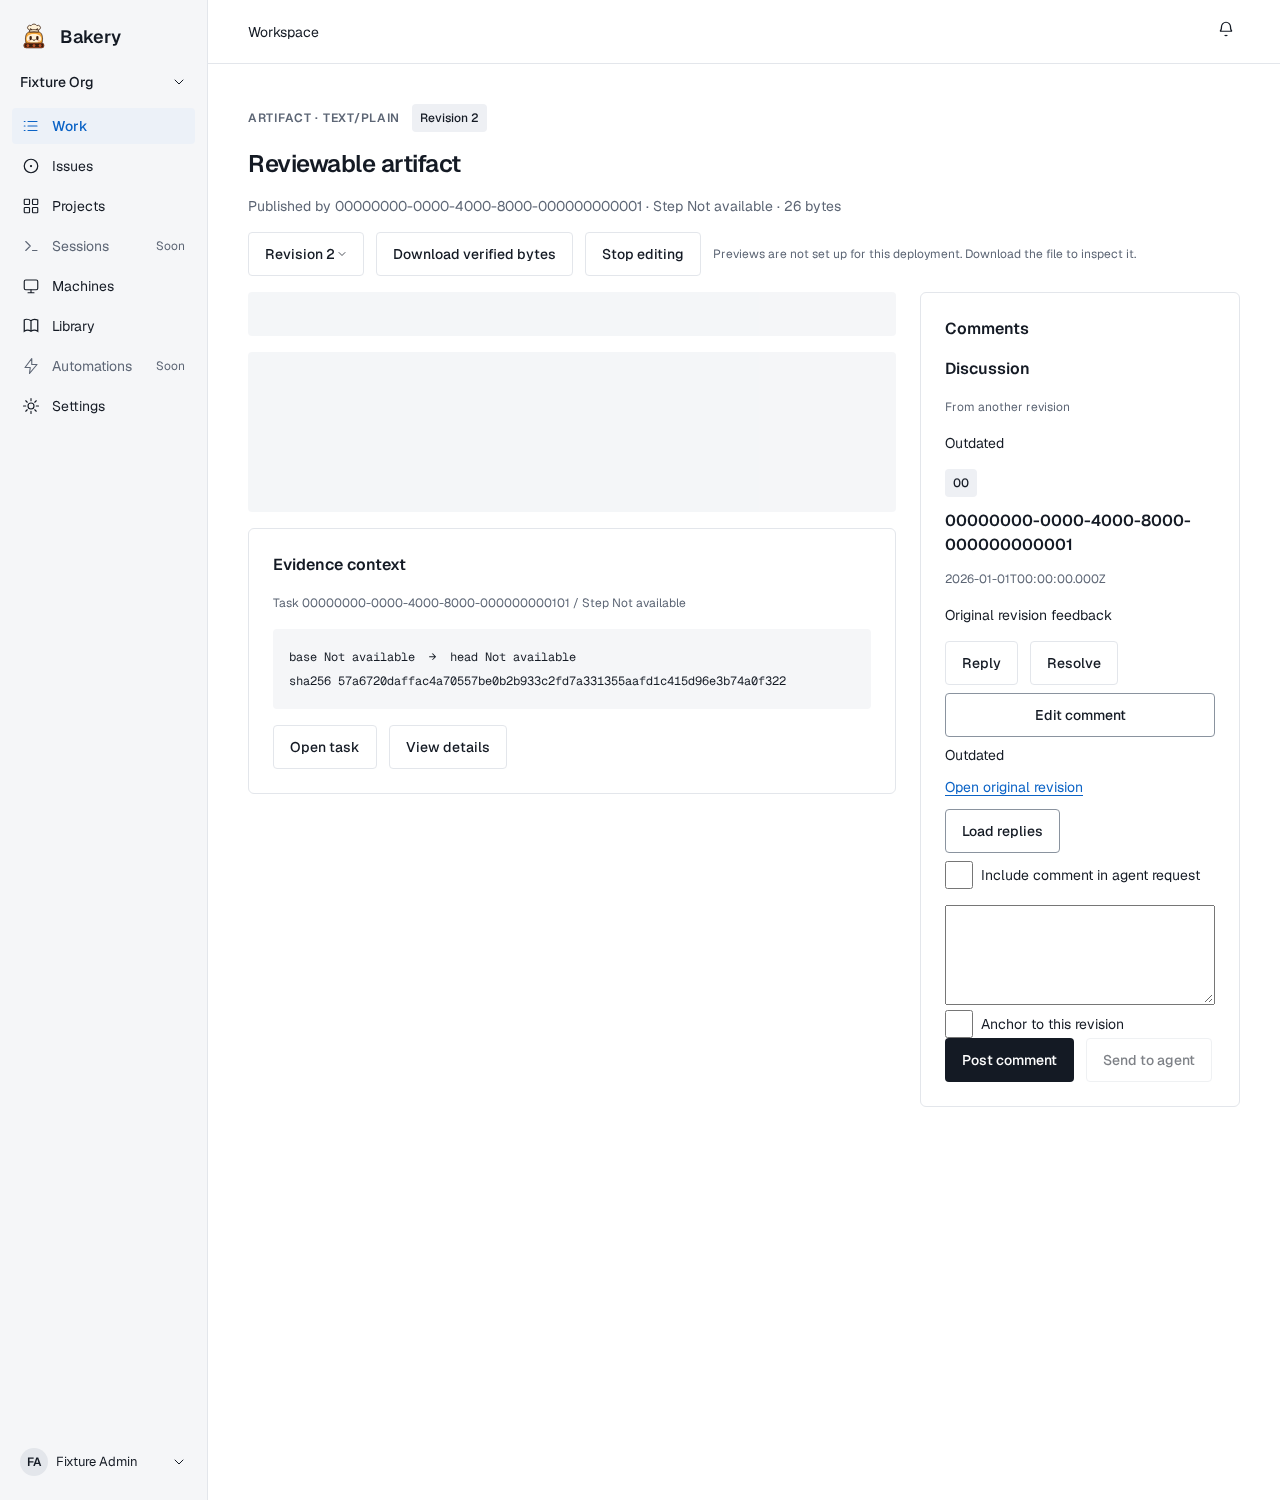 Bakery
Fixture Org
Work
Issues
Projects
Sessions Soon
Machines
Library
Automations Soon
Settings
FA Fixture Admin
Workspace
ARTIFACT · TEXT/PLAIN Revision 2
Reviewable artifact
Published by 00000000-0000-4000-8000-000000000001 · Step Not available · 26 bytes
Revision 2 Download verified bytes Stop editing Previews are not set up for this deployment. Download the file to inspect it.
Evidence context
Task 00000000-0000-4000-8000-000000000101 / Step Not available
base Not available → head Not available
sha256 57a6720daffac4a70557be0b2b933c2fd7a331355aafd1c415d96e3b74a0f322
Open task View details
Comments
Discussion
From another revision
Outdated
00
00000000-0000-4000-8000-
000000000001
2026-01-01T00:00:00.000Z
Original revision feedback
Reply Resolve
Edit comment
Outdated
Open original revision
Load replies
Include comment in agent request
Anchor to this revision
Post comment Send to agent